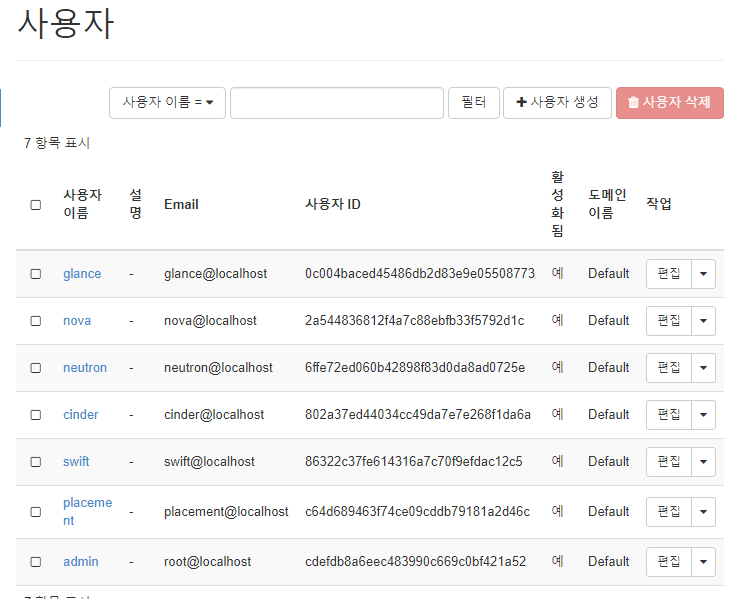 사용자
사용자 이름 = 필터 사용자 생성 사용자 삭제
7 항목 표시
사용자 이름 설명 Email 사용자 ID 활성화됨 도메인 이름 작업
glance - glance@localhost 0c004baced45486db2d83e9e05508773 예 Default 편집
nova - nova@localhost 2a544836812f4a7c88ebfb33f5792d1c 예 Default 편집
neutron - neutron@localhost 6ffe72ed060b42898f83d0da8ad0725e 예 Default 편집
cinder - cinder@localhost 802a37ed44034cc49da7e7e268f1da6a 예 Default 편집
swift - swift@localhost 86322c37fe614316a7c70f9efdac12c5 예 Default 편집
placement - placement@localhost c64d689463f74ce09cddb79181a2d46c 예 Default 편집
admin - root@localhost cdefdb8a6eec483990c669c0bf421a52 예 Default 편집